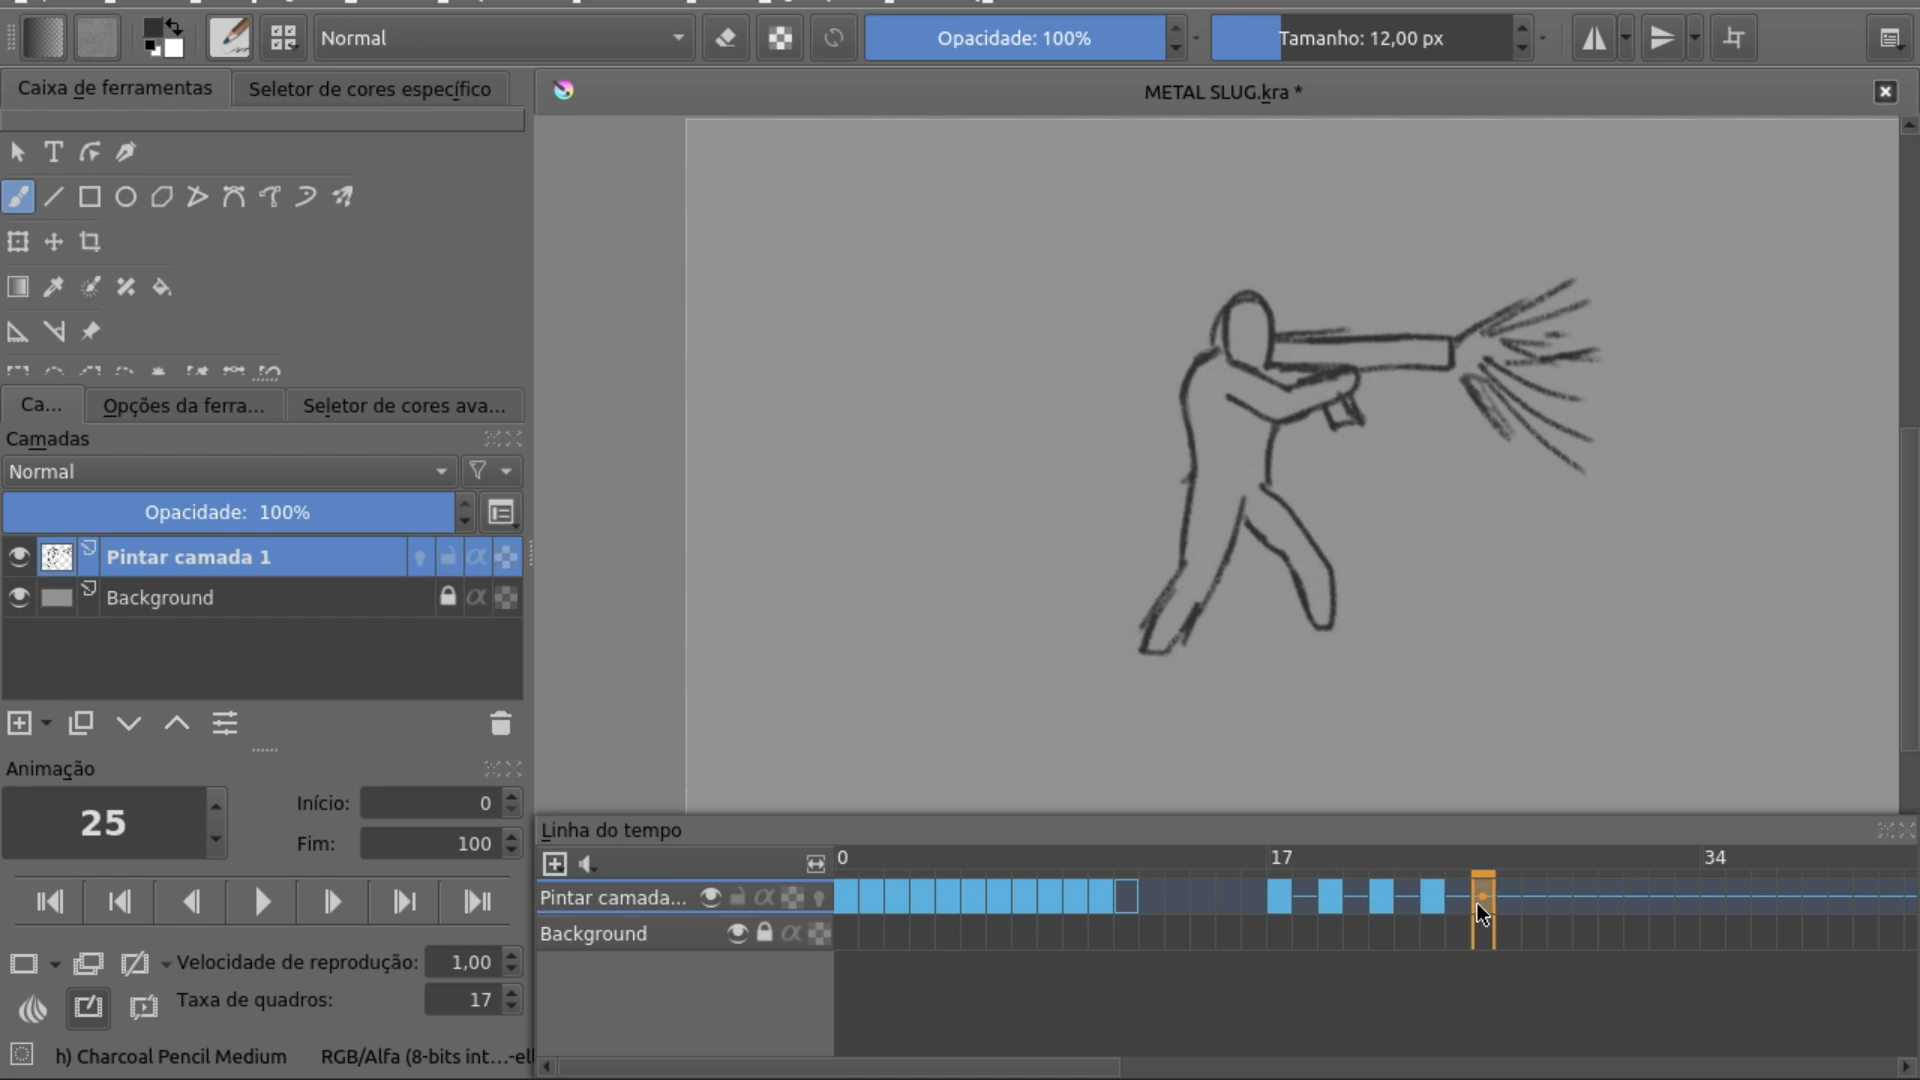 Normal
Opacidade: 100%
Tamanho: 12,00 px
Caixa de ferramentas
Seletor de cores específico
METAL SLUG.kra *
Ca...
Opções da ferra...
Seletor de cores ava...
Camadas
Normal
Opacidade: 100%
Pintar camada 1
Background
Animação
25
Início: 0
Fim: 100
Velocidade de reprodução: 1,00
Taxa de quadros: 17
h) Charcoal Pencil Medium
RGB/Alfa (8-bits int...-el
Linha do tempo
0 17 34
Pintar camada...
Background